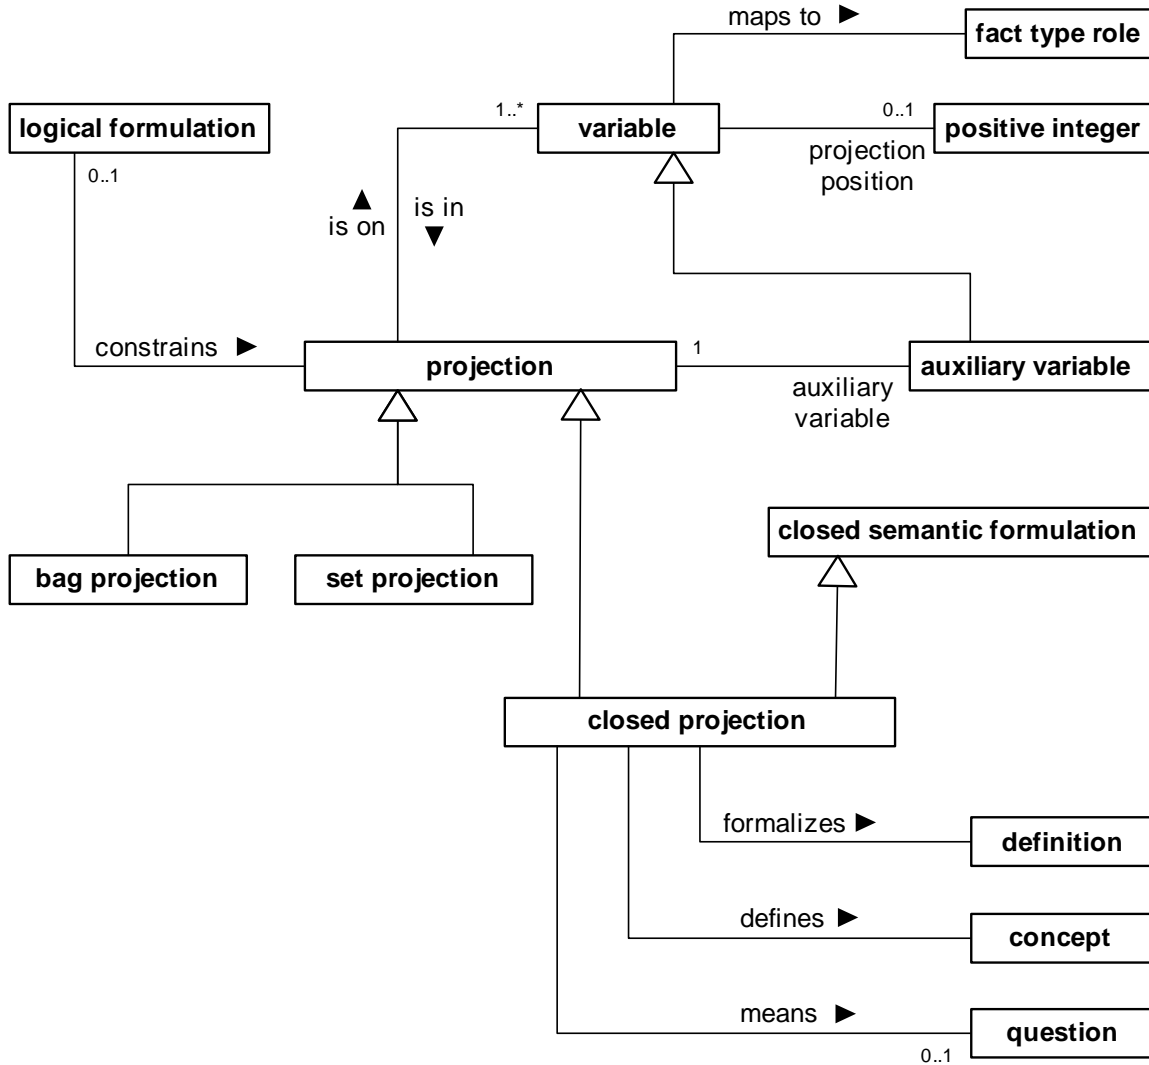 maps to ►
fact type role
logical formulation
1..*
variable
0..1
positive integer
projection
position
0..1
▲
is on
is in
▼
constrains ►
projection
1
auxiliary
variable
auxiliary variable
bag projection
set projection
closed semantic formulation
closed projection
formalizes ►
definition
defines ►
concept
means ►
question
0..1